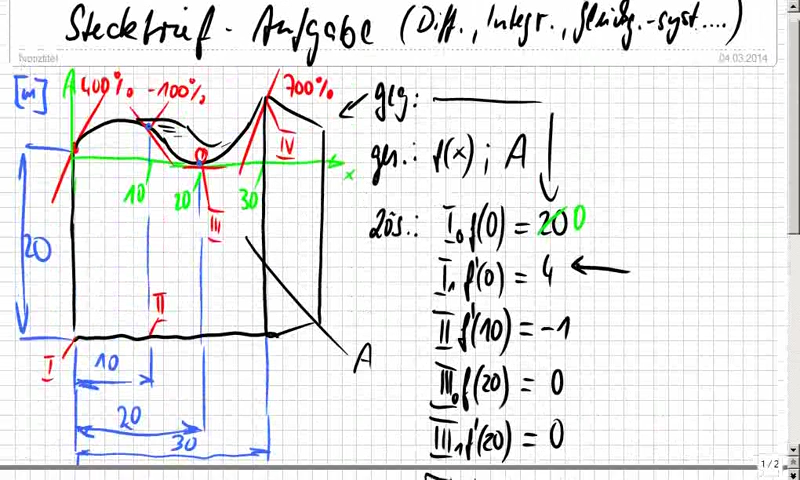 Steckbrief-Aufgabe (Diff., Integr., Gleichg.-syst....)
04.03.2014
[m] 400% -100% 700%
geg:
ges.: f(x) ; A
IV
x
10 20 30
Lös.: I₀ f(0) = 20 0
III
20
I₁ f'(0) = 4
II
II f'(10) = -1
I
10
A
III₀ f(20) = 0
20
III₁ f'(20) = 0
30
1/2